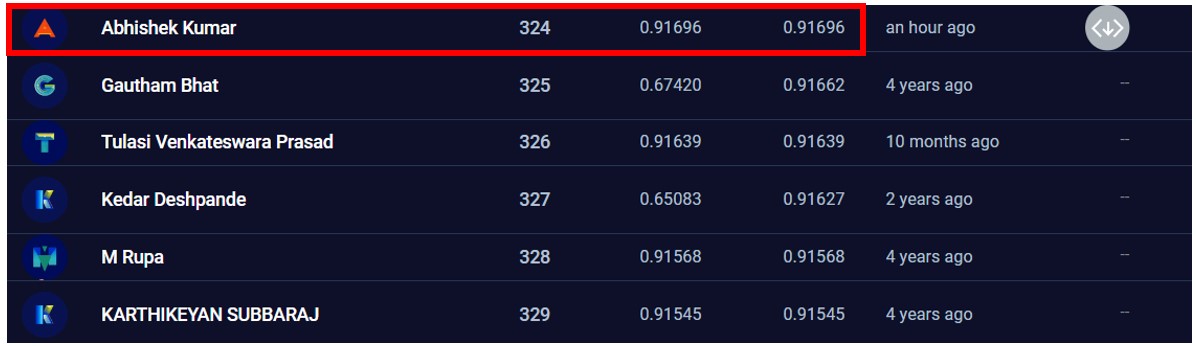 A Abhishek Kumar 324 0.91696 0.91696 an hour ago
G Gautham Bhat 325 0.67420 0.91662 4 years ago --
T Tulasi Venkateswara Prasad 326 0.91639 0.91639 10 months ago --
K Kedar Deshpande 327 0.65083 0.91627 2 years ago --
M M Rupa 328 0.91568 0.91568 4 years ago --
K KARTHIKEYAN SUBBARAJ 329 0.91545 0.91545 4 years ago --